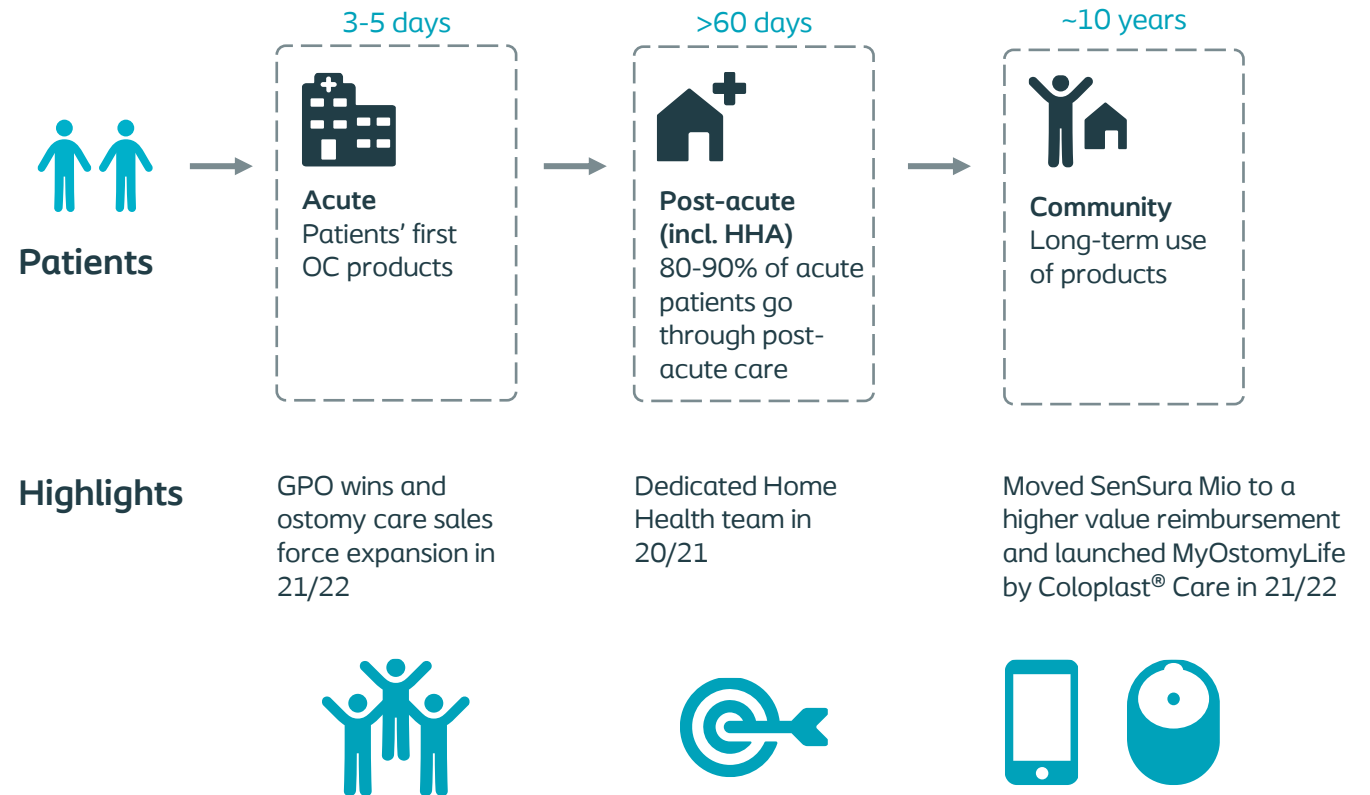 3-5 days
>60 days
~10 years
Patients
Acute
Patients' first
OC products
Post-acute
(incl. HHA)
80-90% of acute
patients go
through post-
acute care
Community
Long-term use
of products
Highlights
GPO wins and
ostomy care sales
force expansion in
21/22
Dedicated Home
Health team in
20/21
Moved SenSura Mio to a
higher value reimbursement
and launched MyOstomyLife
by Coloplast® Care in 21/22